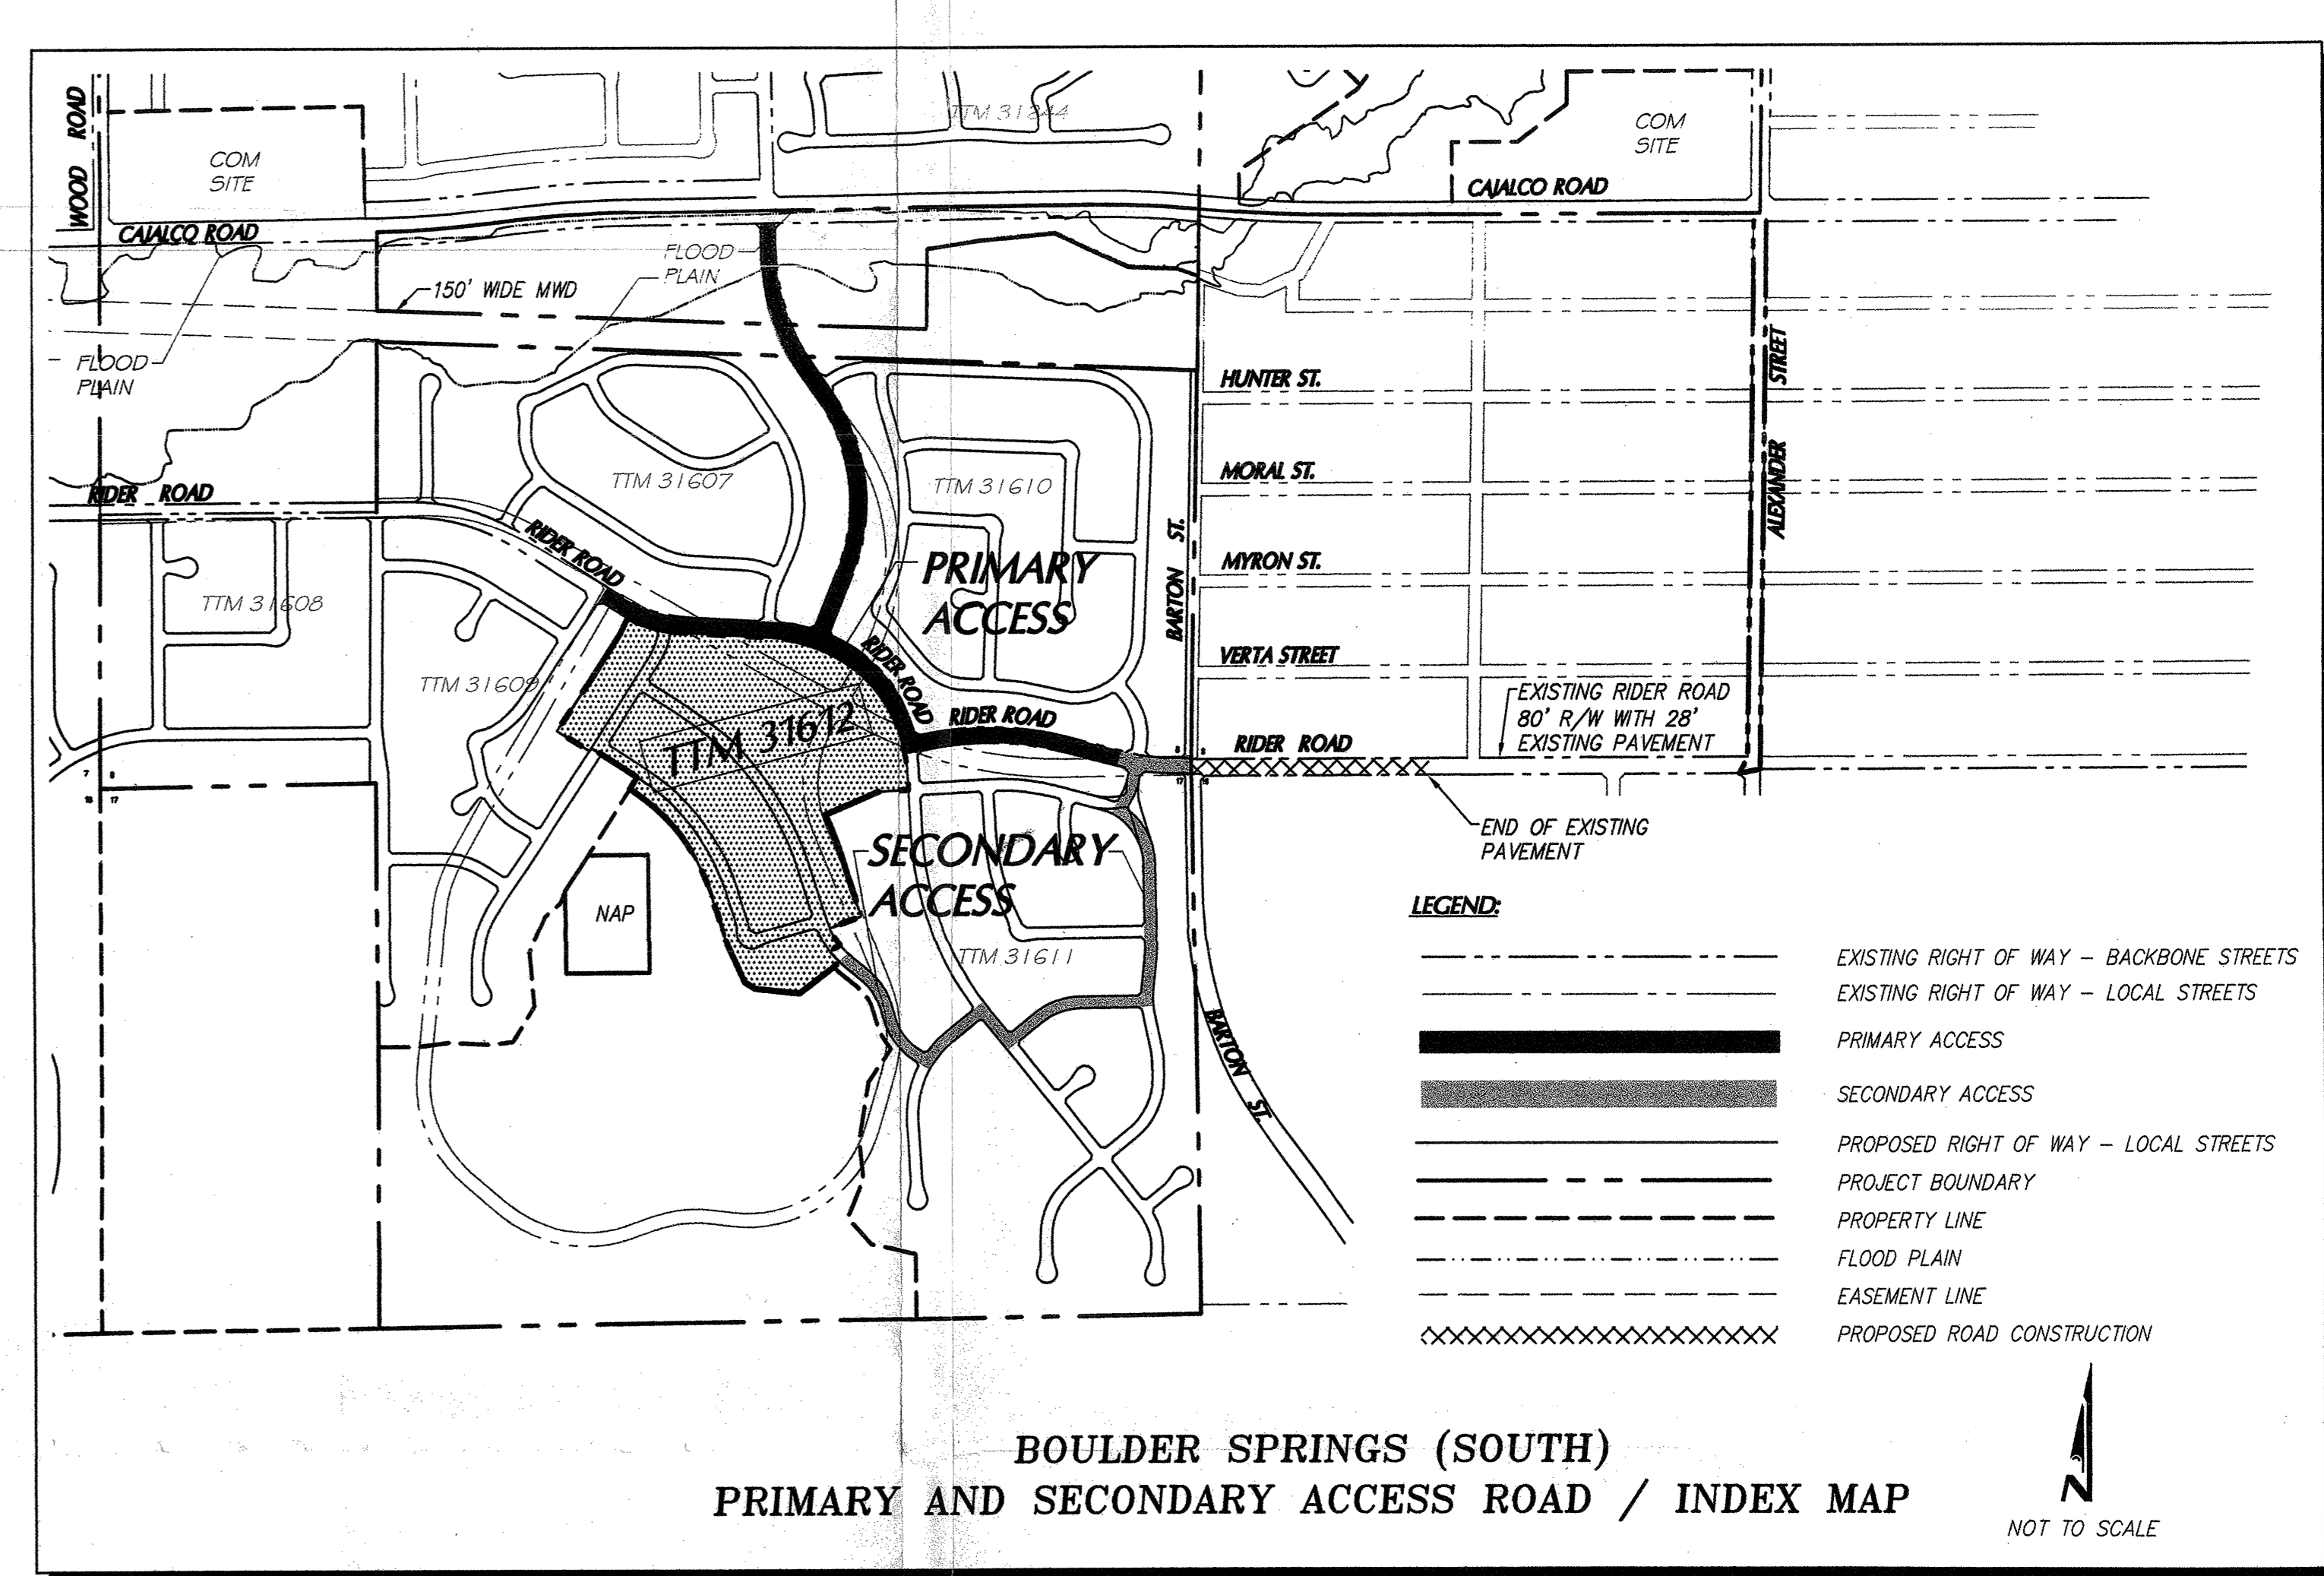 WOOD ROAD
COM
SITE
TTM 31244
COM
SITE
CAJALCO ROAD
CAJALCO ROAD
FLOOD
PLAIN
150' WIDE MWD
FLOOD
PLAIN
HUNTER ST.
ALEXANDER STREET
MORAL ST.
RIDER ROAD
TTM 31607
TTM 31610
RIDER ROAD
BARTON ST.
PRIMARY
ACCESS
MYRON ST.
TTM 31608
VERTA STREET
TTM 31609
RIDER ROAD
EXISTING RIDER ROAD
80' R/W WITH 28'
EXISTING PAVEMENT
RIDER ROAD
RIDER ROAD
TTM 31612
7 8
18 17
17
END OF EXISTING
PAVEMENT
SECONDARY
ACCESS
NAP
TTM 31611
BARTON ST.
LEGEND:
EXISTING RIGHT OF WAY – BACKBONE STREETS
EXISTING RIGHT OF WAY – LOCAL STREETS
PRIMARY ACCESS
SECONDARY ACCESS
PROPOSED RIGHT OF WAY – LOCAL STREETS
PROJECT BOUNDARY
PROPERTY LINE
FLOOD PLAIN
EASEMENT LINE
PROPOSED ROAD CONSTRUCTION
BOULDER SPRINGS (SOUTH)
PRIMARY AND SECONDARY ACCESS ROAD / INDEX MAP
N
NOT TO SCALE